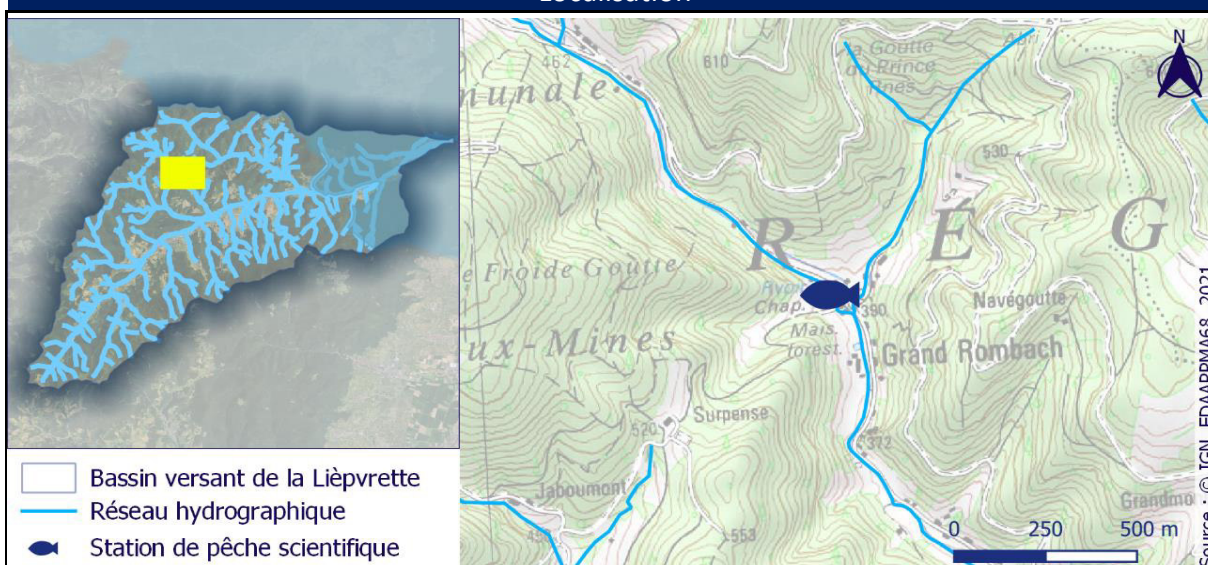 Localisation
Bassin versant de la Lièpvrette
Réseau hydrographique
Station de pêche scientifique
N
462
610
la Goutte
du Prince
Pines
Abri
munale
530
R É G
e Froide Goutte
Chap.
390
Navégoutte
Mais.
forest.
ux-Mines
Grand Rombach
Surpense
520
372
Jaboumont
553
Grandmo
0 250 500 m
Source : © IGN, FDAAPPMA68, 2021